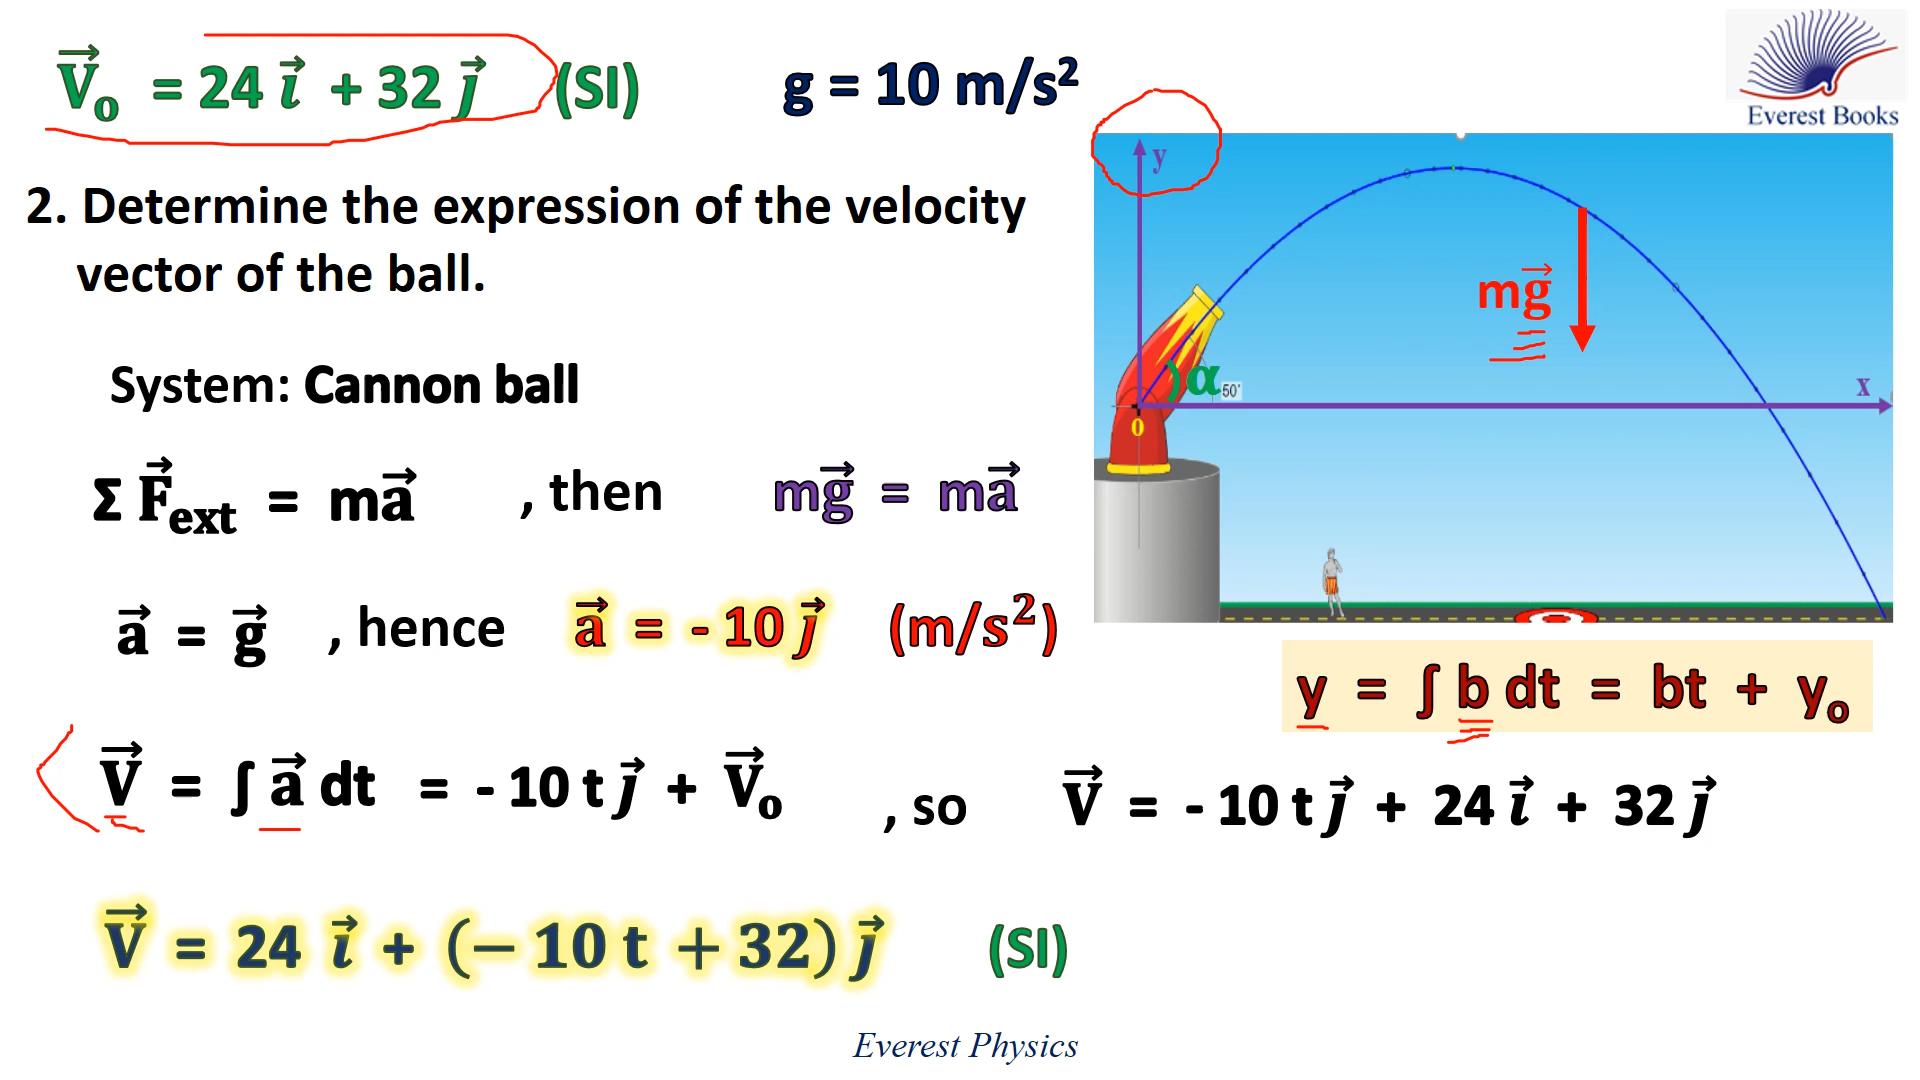 V⃗₀ = 24 i⃗ + 32 j⃗ (SI) g = 10 m/s²
Everest Books
2. Determine the expression of the velocity
vector of the ball.
y
mg⃗
α 50°
x
0
System: Cannon ball
Σ F⃗ext = ma⃗ , then mg⃗ = ma⃗
a⃗ = g⃗ , hence a⃗ = - 10 j⃗ (m/s²)
y = ∫ b dt = bt + y₀
V⃗ = ∫ a⃗ dt = - 10 t j⃗ + V⃗₀ , so V⃗ = - 10 t j⃗ + 24 i⃗ + 32 j⃗
V⃗ = 24 i⃗ + (− 10 t + 32) j⃗ (SI)
Everest Physics